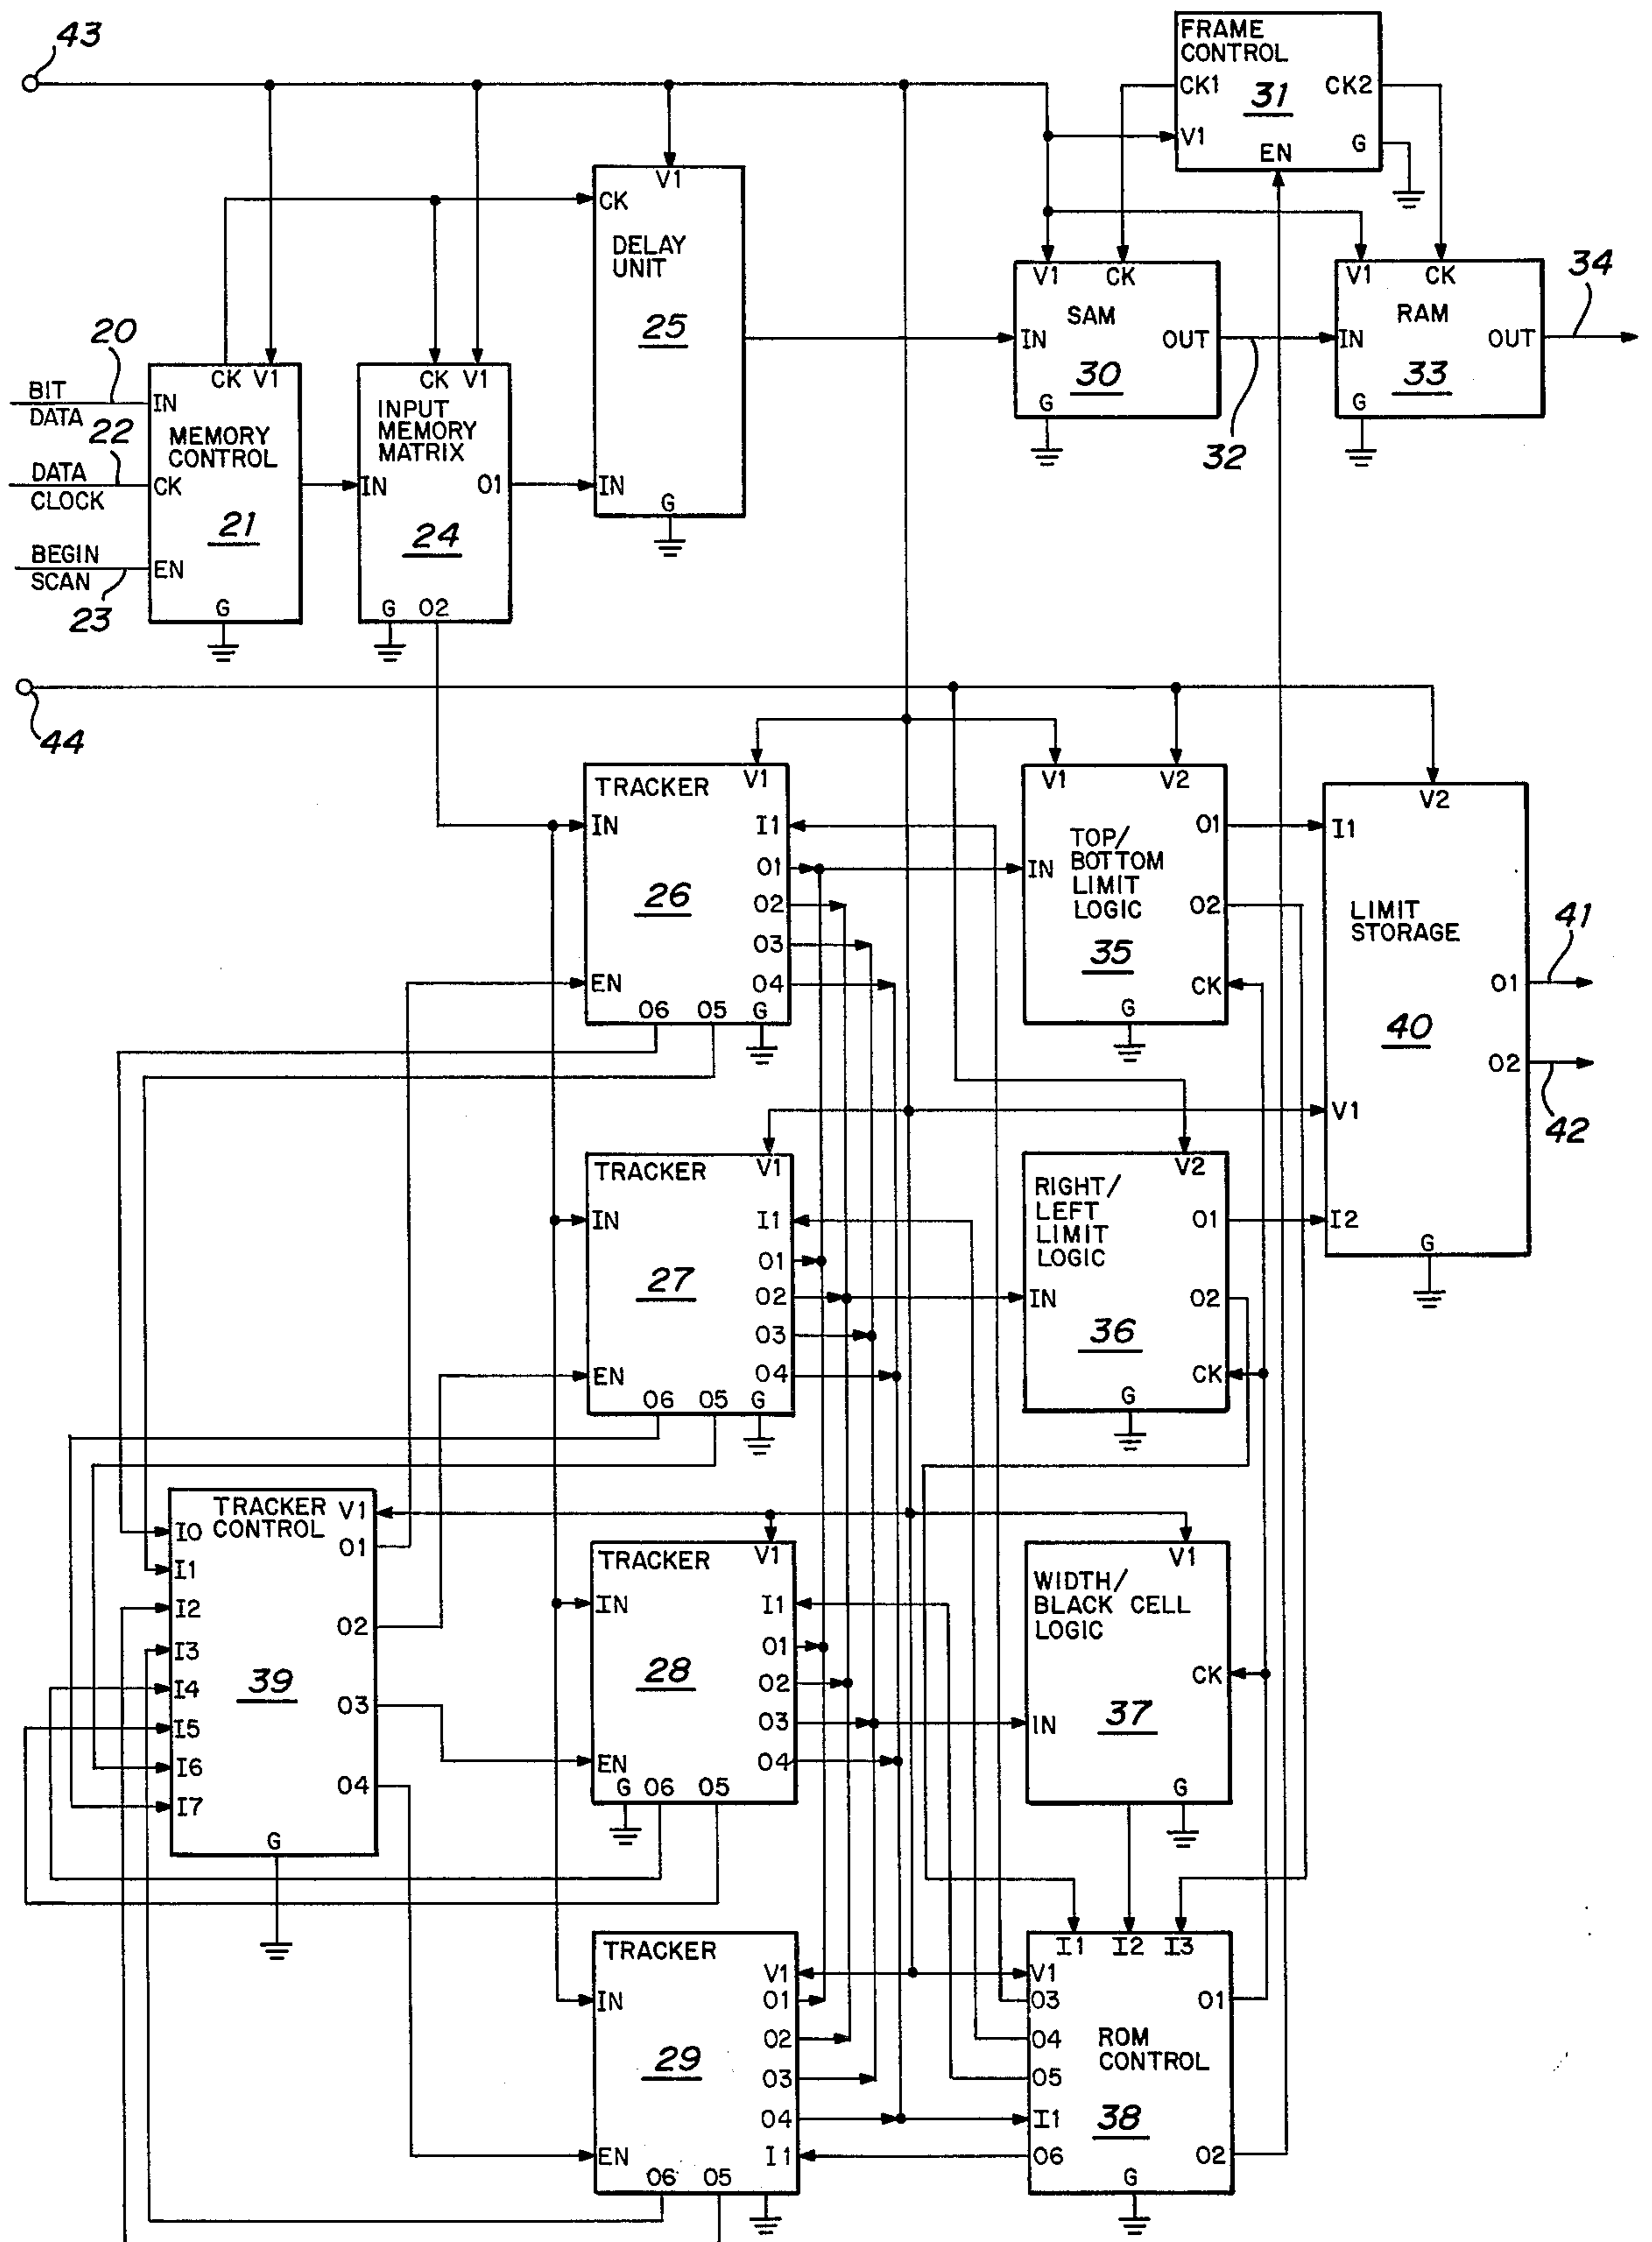 43
FRAME
CONTROL
CK1
CK2
31
V1
EN
G
V1
CK
DELAY
UNIT
25
IN
G
V1
CK
SAM
IN
OUT
30
G
32
V1
CK
RAM
IN
OUT
33
G
34
20
BIT
DATA
22
DATA
CLOCK
BEGIN
SCAN
23
CK V1
IN
MEMORY
CONTROL
CK
21
EN
G
CK V1
INPUT
MEMORY
MATRIX
IN
O1
24
G O2
44
TRACKER
V1
IN
I1
O1
26
O2
O3
EN
O4
O6 O5 G
V1
V2
O1
TOP/
BOTTOM
LIMIT
LOGIC
IN
O2
35
CK
G
V2
I1
LIMIT
STORAGE
41
O1
40
O2
42
V1
I2
G
TRACKER
V1
IN
I1
O1
27
O2
O3
EN
O4
O6 O5 G
V2
RIGHT/
LEFT
LIMIT
LOGIC
O1
IN
O2
36
CK
G
TRACKER
CONTROL
V1
I0
O1
I1
I2
O2
I3
39
I4
O3
I5
I6
O4
I7
G
TRACKER
V1
IN
I1
O1
28
O2
O3
EN
O4
G O6 O5
V1
WIDTH/
BLACK CELL
LOGIC
CK
IN
37
G
TRACKER
V1
IN
O1
O2
29
O3
O4
EN
I1
O6 O5
I1 I2 I3
V1
O3
O1
O4
ROM
CONTROL
O5
I1
38
O6
O2
G